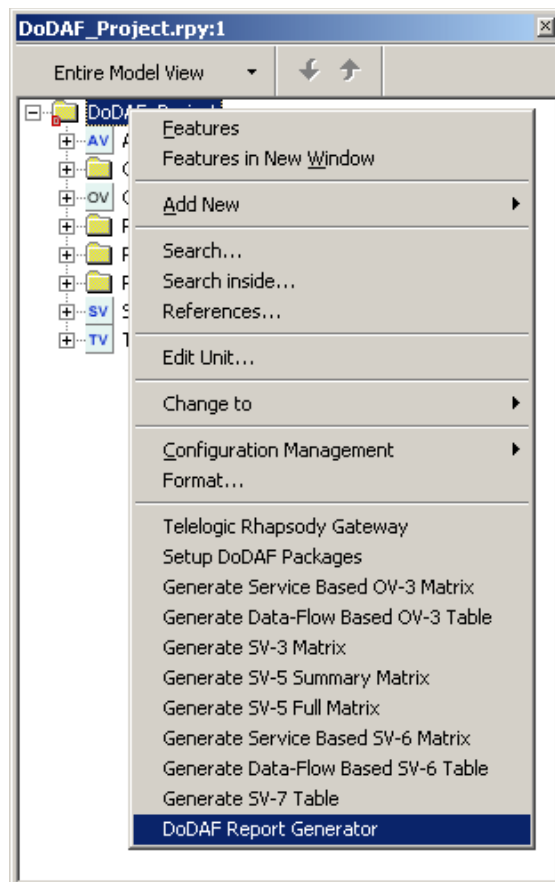 DoDAF_Project.rpy:1
Entire Model View
DoDAF_Project
AV
OV
SV
TV
Features
Features in New Window
Add New
Search...
Search inside...
References...
Edit Unit...
Change to
Configuration Management
Format...
Telelogic Rhapsody Gateway
Setup DoDAF Packages
Generate Service Based OV-3 Matrix
Generate Data-Flow Based OV-3 Table
Generate SV-3 Matrix
Generate SV-5 Summary Matrix
Generate SV-5 Full Matrix
Generate Service Based SV-6 Matrix
Generate Data-Flow Based SV-6 Table
Generate SV-7 Table
DoDAF Report Generator